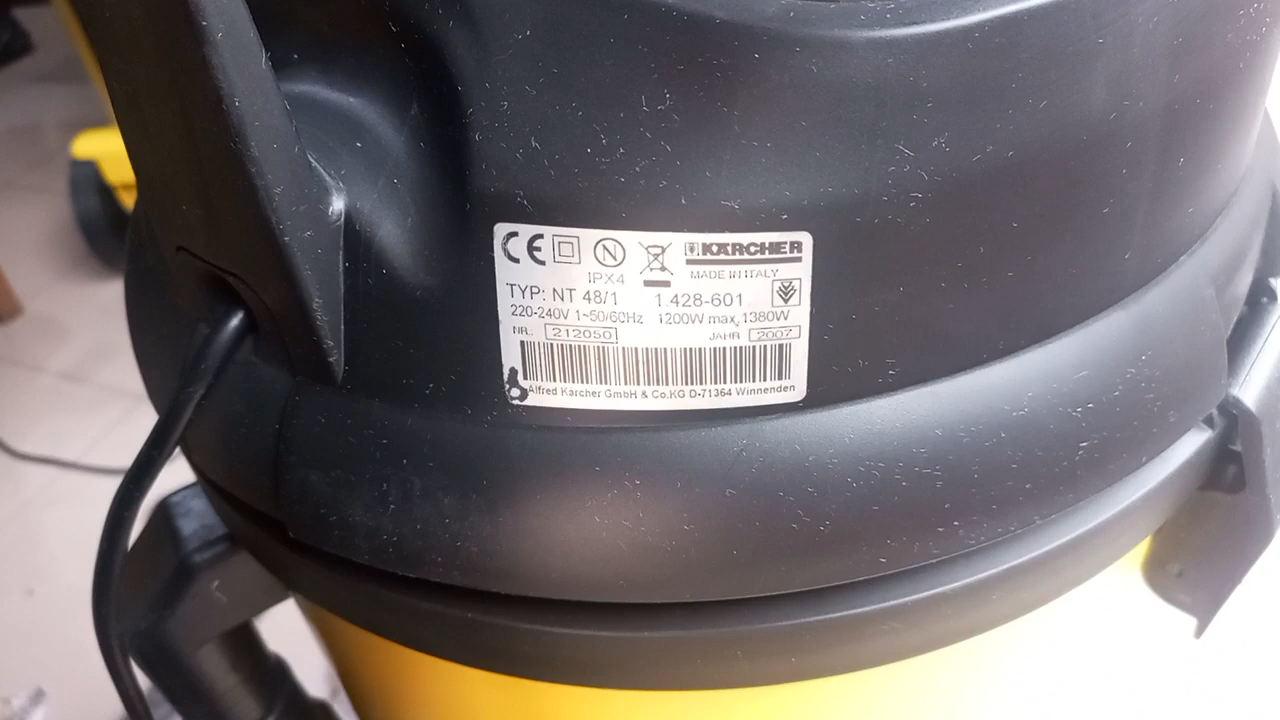 CE N KÄRCHER
IPX4 MADE IN ITALY
TYP: NT 48/1 1.428-601
220-240V 1~50/60Hz 1200W max. 1380W
NR.. 212050 JAHR 2007
Alfred Kärcher GmbH & Co.KG D-71364 Winnenden